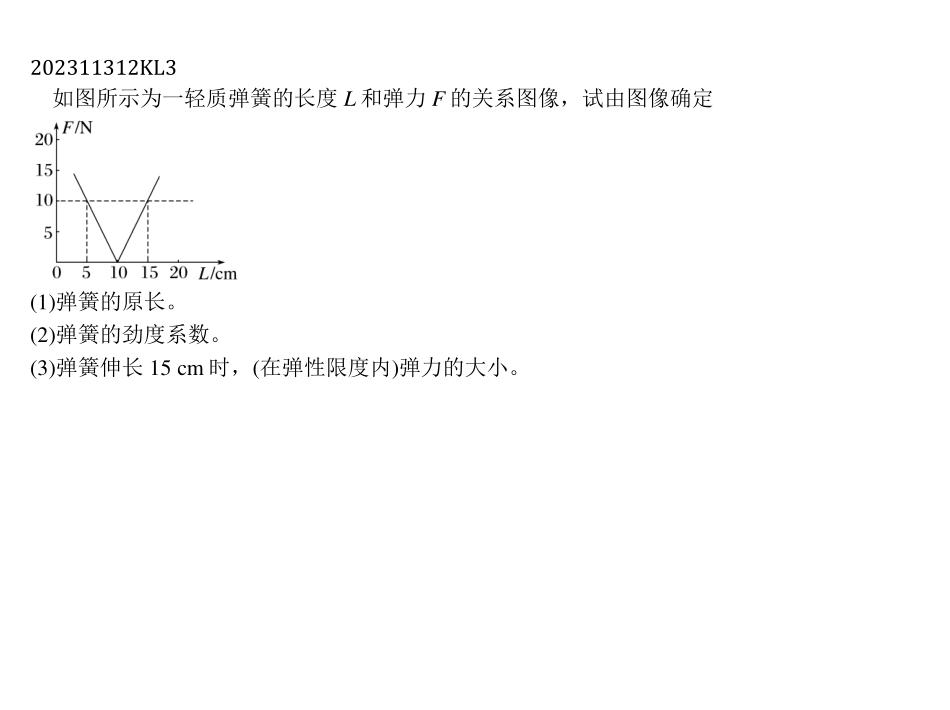 202311312KL3
如图所示为一轻质弹簧的长度 L 和弹力 F 的关系图像，试由图像确定
F/N
20
15
10
5
0 5 10 15 20 L/cm
(1)弹簧的原长。
(2)弹簧的劲度系数。
(3)弹簧伸长 15 cm 时，(在弹性限度内)弹力的大小。